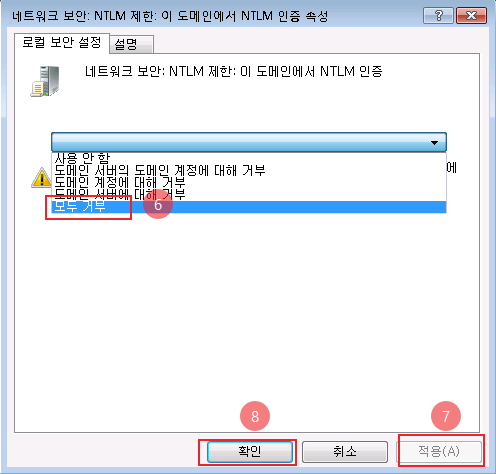 네트워크 보안: NTLM 제한: 이 도메인에서 NTLM 인증 속성
로컬 보안 설정 설명
네트워크 보안: NTLM 제한: 이 도메인에서 NTLM 인증
사용 안 함
도메인 서버의 도메인 계정에 대해 거부
에
도메인 계정에 대해 거부
도메인 서버에 대해 거부
모두 거부
6
8
7
확인 취소 적용(A)